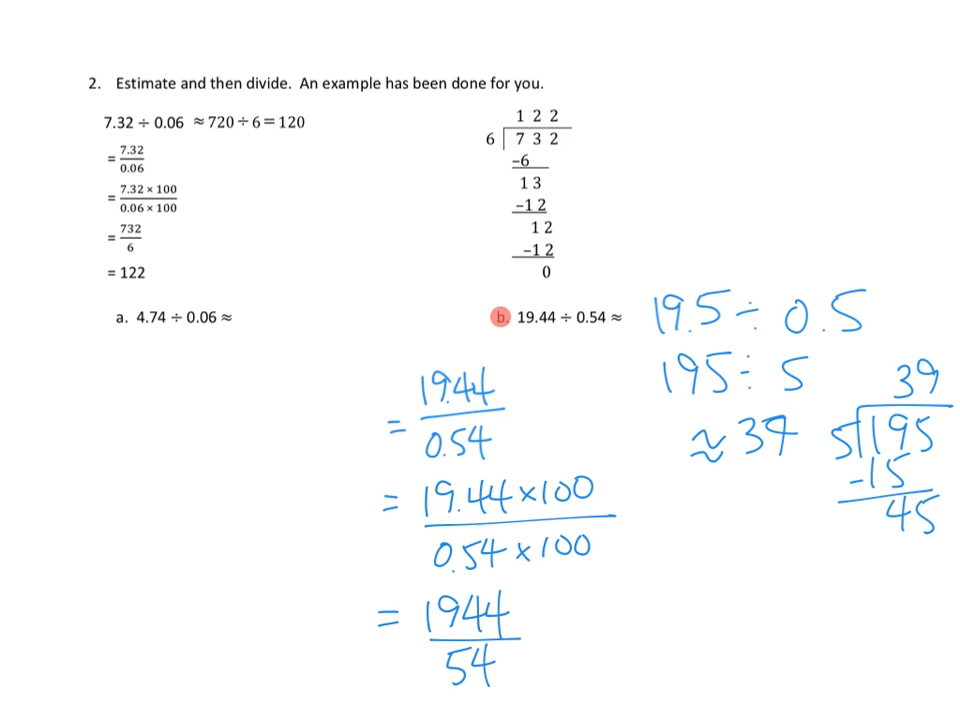 2. Estimate and then divide. An example has been done for you.
7.32 ÷ 0.06 ≈ 720 ÷ 6 = 120
= 7.32
0.06
= 7.32 × 100
0.06 × 100
= 732
6
= 122
1 2 2
6 7 3 2
−6
1 3
−1 2
1 2
−1 2
0
a. 4.74 ÷ 0.06 ≈
b. 19.44 ÷ 0.54 ≈ 19.5 ÷ 0.5
195 ÷ 5
≈ 39
39
5 195
-15
45
= 19.44
0.54
= 19.44 × 100
0.54 × 100
= 1944
54